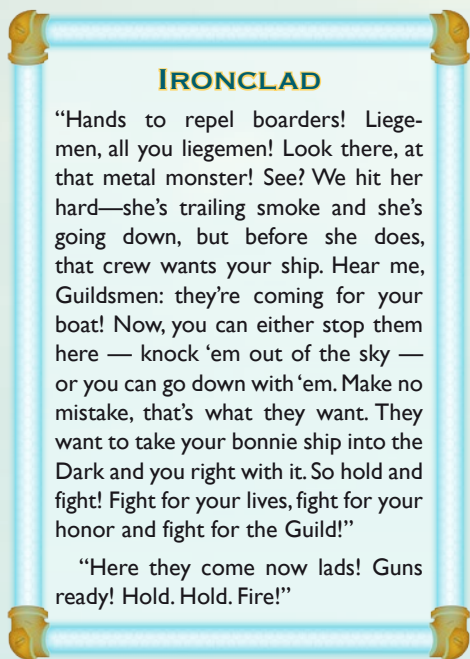 IRONCLAD
“Hands to repel boarders! Liege-
men, all you liegemen! Look there, at
that metal monster! See? We hit her
hard—she’s trailing smoke and she’s
going down, but before she does,
that crew wants your ship. Hear me,
Guildsmen: they’re coming for your
boat! Now, you can either stop them
here — knock ‘em out of the sky —
or you can go down with ‘em. Make no
mistake, that’s what they want. They
want to take your bonnie ship into the
Dark and you right with it. So hold and
fight! Fight for your lives, fight for your
honor and fight for the Guild!”
“Here they come now lads! Guns
ready! Hold. Hold. Fire!”